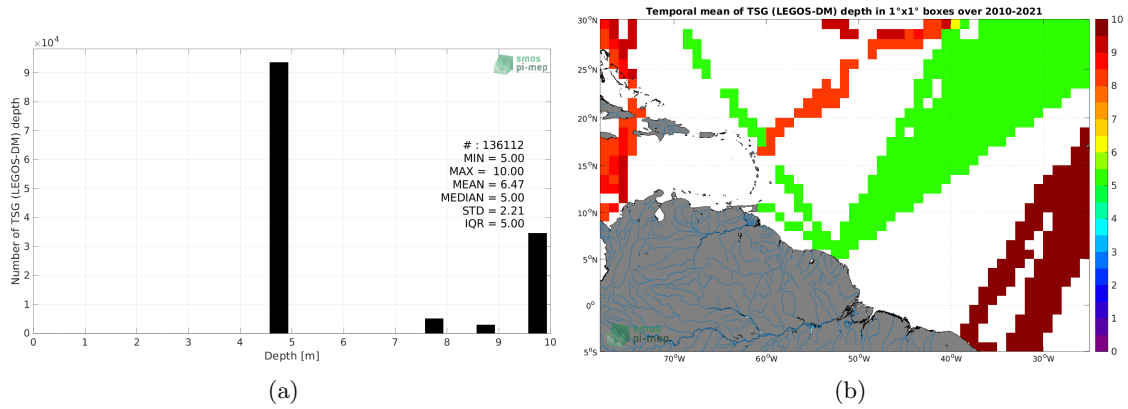 ×10⁴
9
8
7
6
5
4
3
2
1
0
Number of TSG (LEGOS-DM) depth
smos
pi-mep
# : 136112
MIN = 5.00
MAX = 10.00
MEAN = 6.47
MEDIAN = 5.00
STD = 2.21
IQR = 5.00
0 1 2 3 4 5 6 7 8 9 10
Depth [m]
(a)
Temporal mean of TSG (LEGOS-DM) depth in 1°x1° boxes over 2010-2021
30°N
25°N
20°N
15°N
10°N
5°N
0°
5°S
smos
pi-mep
70°W 60°W 50°W 40°W 30°W
10
9
8
7
6
5
4
3
2
1
0
(b)